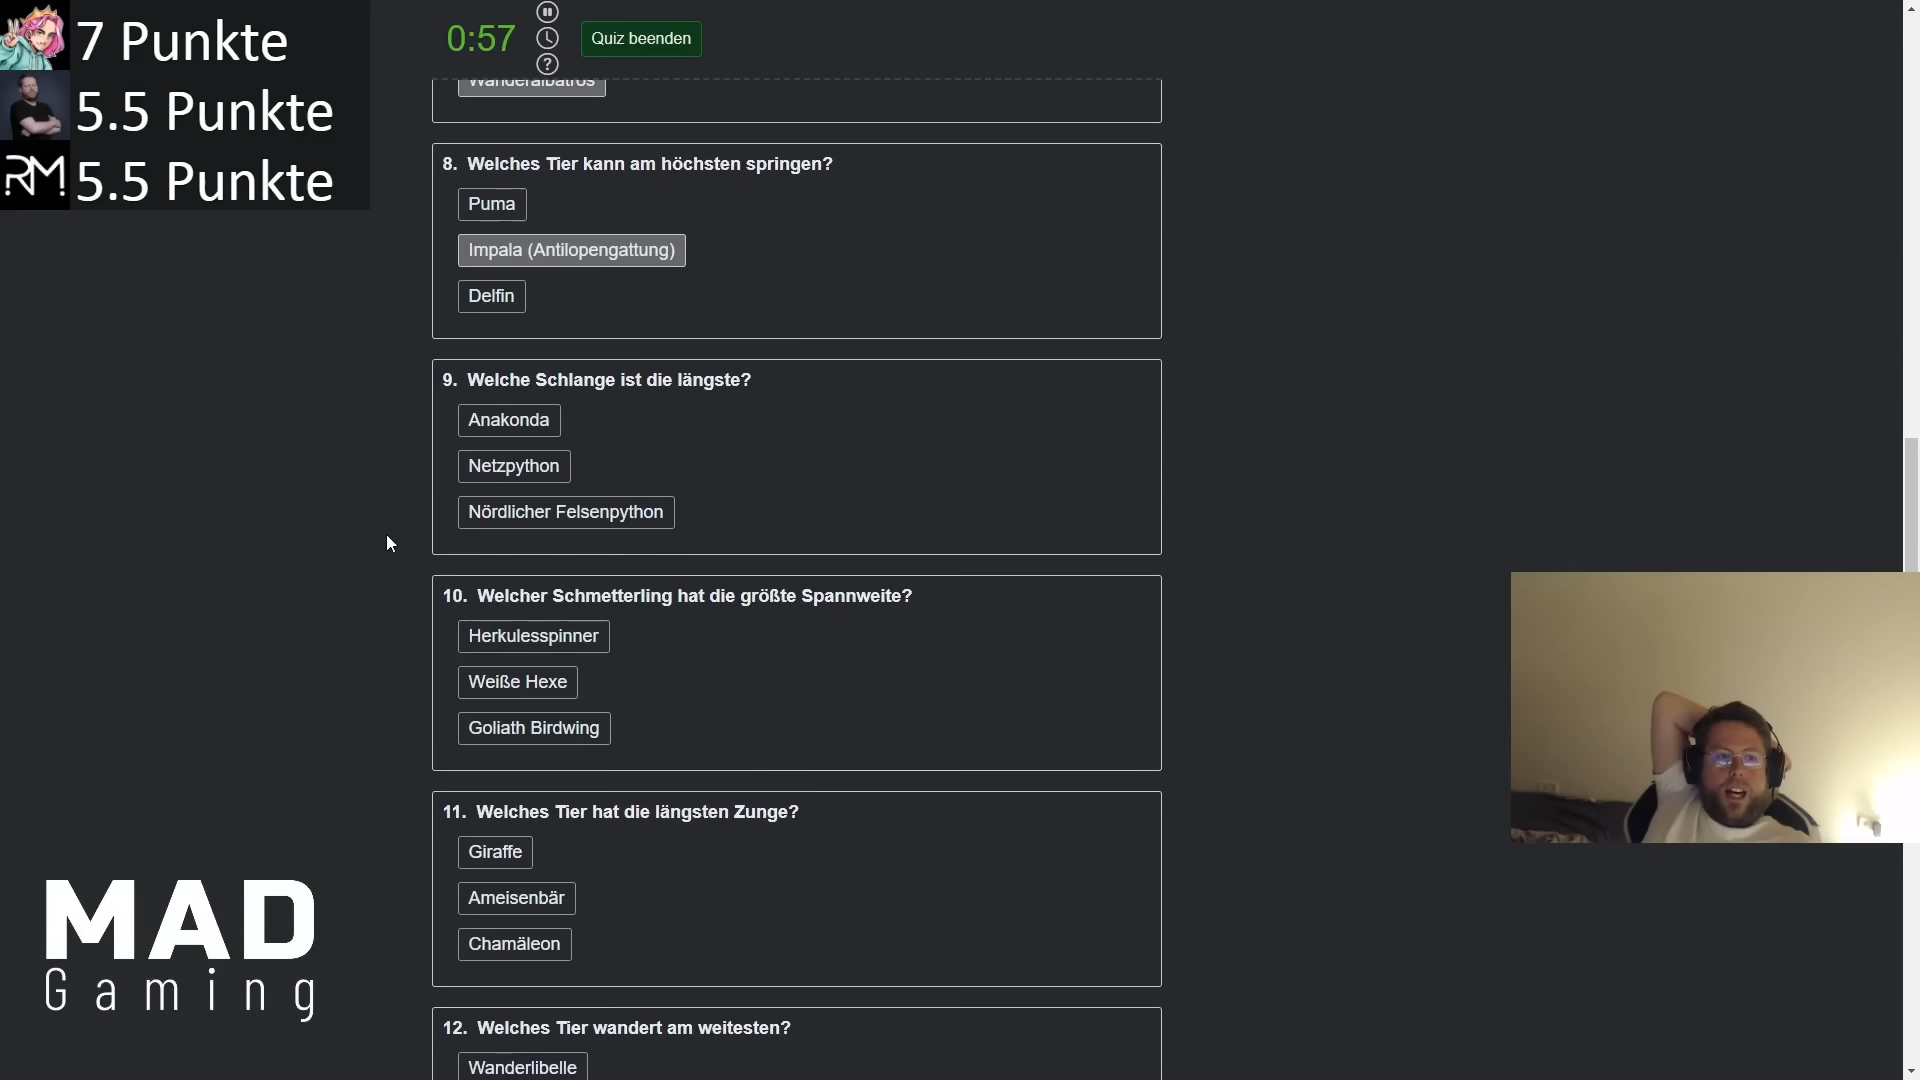 7 Punkte
5.5 Punkte
RM
5.5 Punkte
0:57
?
Quiz beenden
Wanderalbatros
8. Welches Tier kann am höchsten springen?
Puma
Impala (Antilopengattung)
Delfin
9. Welche Schlange ist die längste?
Anakonda
Netzpython
Nördlicher Felsenpython
10. Welcher Schmetterling hat die größte Spannweite?
Herkulesspinner
Weiße Hexe
Goliath Birdwing
11. Welches Tier hat die längsten Zunge?
Giraffe
Ameisenbär
Chamäleon
12. Welches Tier wandert am weitesten?
Wanderlibelle
MAD
Gaming